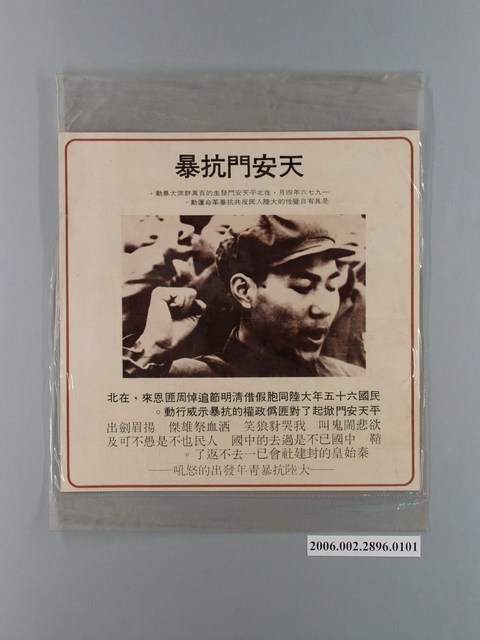 天安門抗暴
一九七六年四月，在北平天安門發生的百萬群眾大暴動，
是具有自發性的大陸人民反共抗暴革命運動。
民國六十五年大陸同胞假借清明節追悼周匪恩來，在北
平天安門掀起了對匪偽政權的抗暴示威行動。
欲悲聞鬼叫　我哭豺狼笑　洒血祭雄傑　揚眉劍出
鞘　中國已不是過去的中國　人民也不是愚不可及
秦始皇的封建社會已一去不返了。
——大陸抗暴青年發出的怒吼——
2006.002.2896.0101